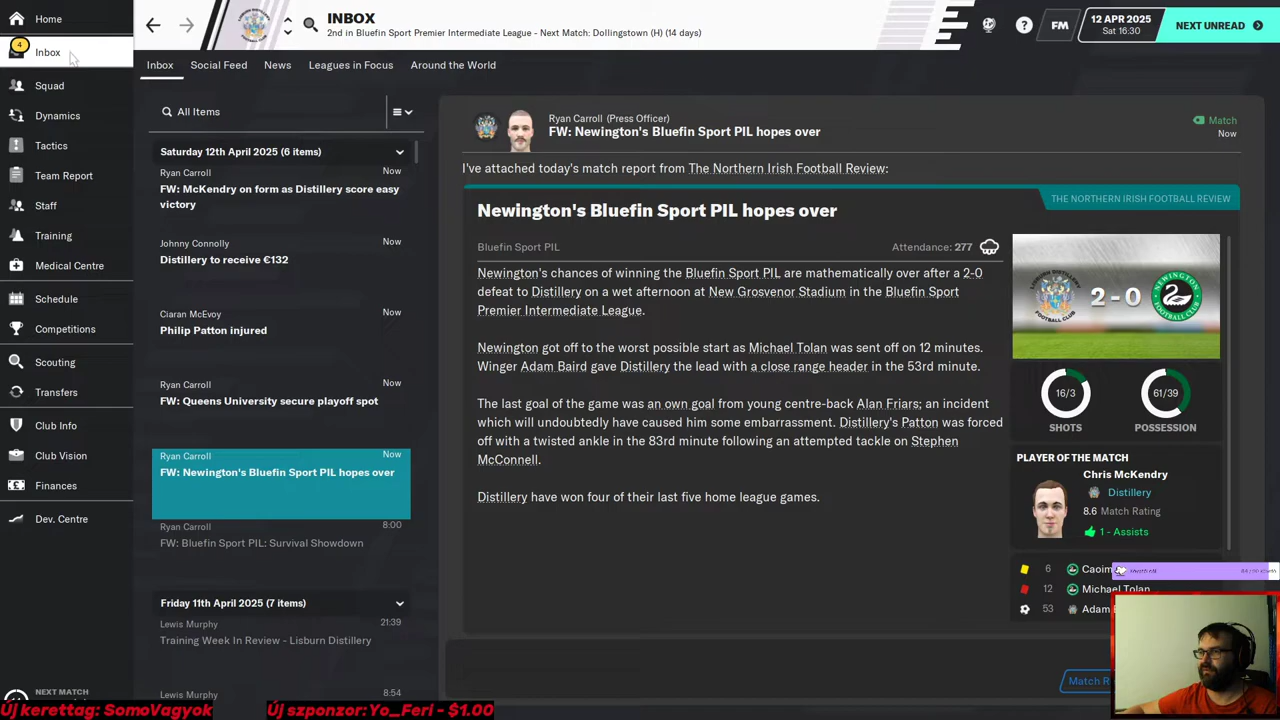 Home
INBOX
2nd in Bluefin Sport Premier Intermediate League - Next Match: Dollingstown (H) (14 days)
FM
12 APR 2025
Sat 16:30
NEXT UNREAD
4
Inbox
Squad
Dynamics
Tactics
Team Report
Staff
Training
Medical Centre
Schedule
Competitions
Scouting
Transfers
Club Info
Club Vision
Finances
Dev. Centre
NEXT MATCH
Inbox
Social Feed
News
Leagues in Focus
Around the World
All Items
Saturday 12th April 2025 (6 items)
Ryan Carroll
Now
FW: McKendry on form as Distillery score easy
victory
Johnny Connolly
Now
Distillery to receive €132
Ciaran McEvoy
Now
Philip Patton injured
Ryan Carroll
Now
FW: Queens University secure playoff spot
Ryan Carroll
Now
FW: Newington's Bluefin Sport PIL hopes over
Ryan Carroll
8:00
FW: Bluefin Sport PIL: Survival Showdown
Friday 11th April 2025 (7 items)
Lewis Murphy
21:39
Training Week In Review - Lisburn Distillery
Lewis Murphy
8:54
Ryan Carroll (Press Officer)
FW: Newington's Bluefin Sport PIL hopes over
Match
Now
I've attached today's match report from The Northern Irish Football Review:
THE NORTHERN IRISH FOOTBALL REVIEW
Newington's Bluefin Sport PIL hopes over
Bluefin Sport PIL
Attendance: 277
Newington's chances of winning the Bluefin Sport PIL are mathematically over after a 2-0
defeat to Distillery on a wet afternoon at New Grosvenor Stadium in the Bluefin Sport
Premier Intermediate League.
Newington got off to the worst possible start as Michael Tolan was sent off on 12 minutes.
Winger Adam Baird gave Distillery the lead with a close range header in the 53rd minute.
The last goal of the game was an own goal from young centre-back Alan Friars; an incident
which will undoubtedly have caused him some embarrassment. Distillery's Patton was forced
off with a twisted ankle in the 83rd minute following an attempted tackle on Stephen
McConnell.
Distillery have won four of their last five home league games.
2 - 0
16/3
SHOTS
61/39
POSSESSION
PLAYER OF THE MATCH
Chris McKendry
Distillery
8.6 Match Rating
1 - Assists
6
12
Michael Tolan
53
Match
Új kerettag: SomoVagyok
Új szponzor: Yo_Feri - $1.00